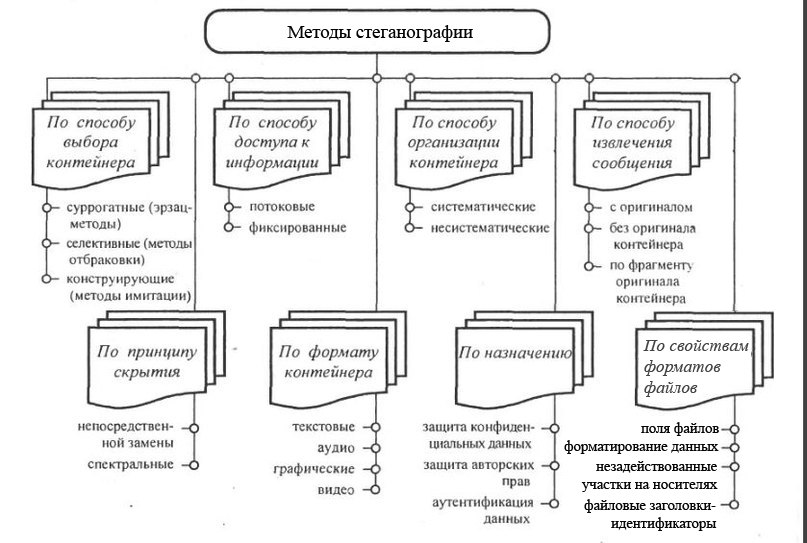 Методы стеганографии
По способу
выбора
контейнера
суррогатные (эрзац-
методы)
селективные (методы
отбраковки)
конструирующие
(методы имитации)
По способу
доступа к
информации
потоковые
фиксированные
По способу
организации
контейнера
систематические
несистематические
По способу
извлечения
сообщения
с оригиналом
без оригинала
контейнера
по фрагменту
оригинала
контейнера
По принципу
скрытия
непосредствен-
ной замены
спектральные
По формату
контейнера
текстовые
аудио
графические
видео
По назначению
защита конфиден-
циальных данных
защита авторских
прав
аутентификация
данных
По свойствам
форматов
файлов
поля файлов
форматирование данных
незадействованные
участки на носителях
файловые заголовки-
идентификаторы